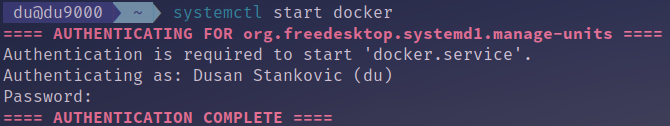 du@du9000 ~ systemctl start docker
==== AUTHENTICATING FOR org.freedesktop.systemd1.manage-units ====
Authentication is required to start 'docker.service'.
Authenticating as: Dusan Stankovic (du)
Password:
==== AUTHENTICATION COMPLETE ====